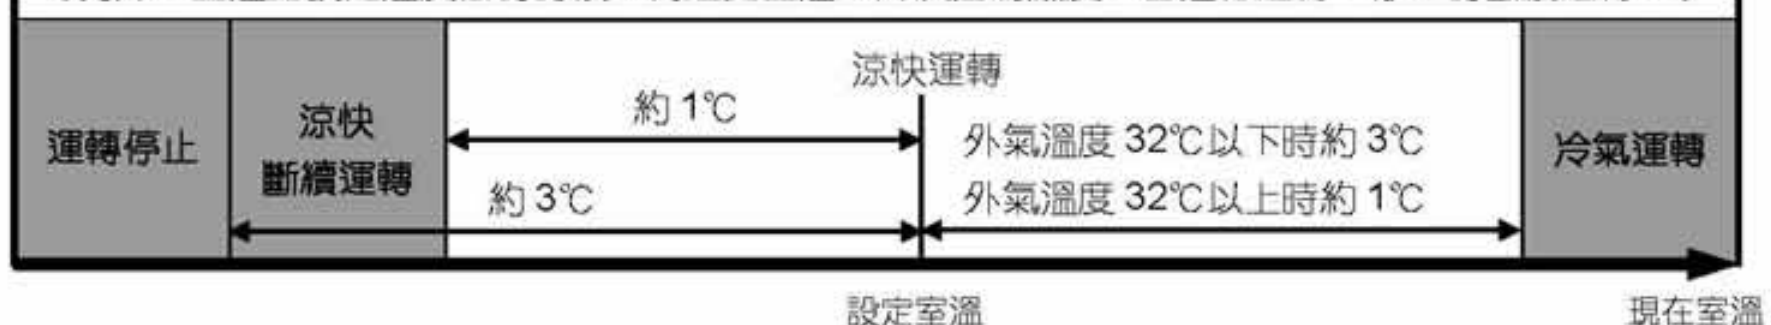 涼快運轉
約 1℃
運轉停止
涼快
斷續運轉
外氣溫度 32℃以下時約 3℃
冷氣運轉
約 3℃
外氣溫度 32℃以上時約 1℃
設定室溫
現在室溫